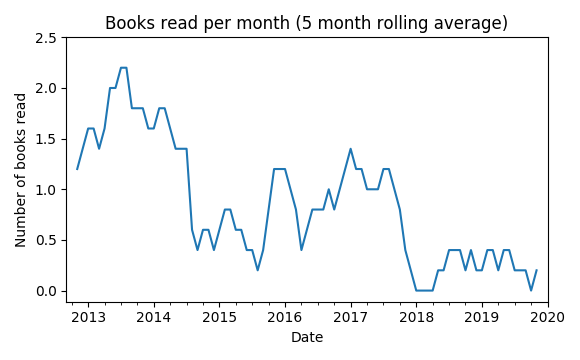 Books read per month (5 month rolling average)
2.5
2.0
1.5
1.0
0.5
0.0
Number of books read
2013 2014 2015 2016 2017 2018 2019 2020
Date